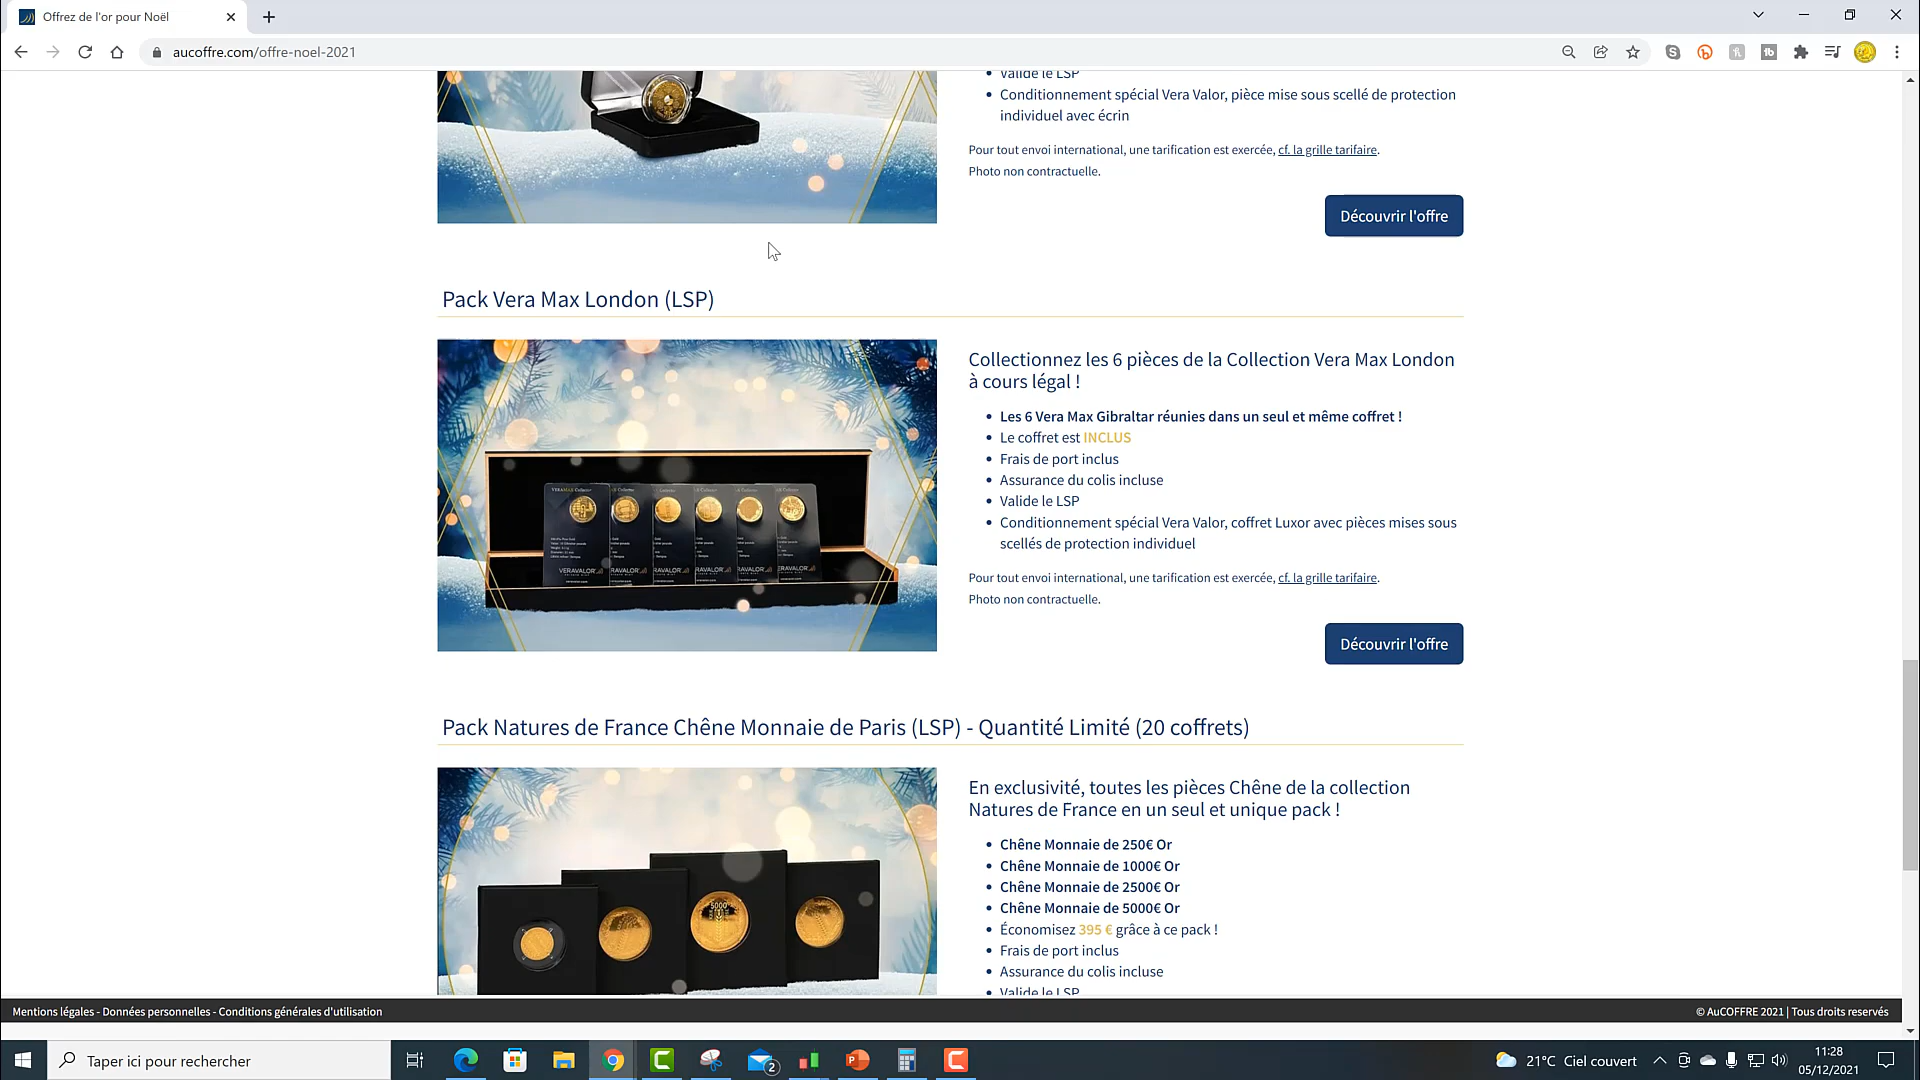 Offrez de l'or pour Noël
aucoffre.com/offre-noel-2021
Valide le LSP
Conditionnement spécial Vera Valor, pièce mise sous scellé de protection
individuel avec écrin
Pour tout envoi international, une tarification est exercée, cf. la grille tarifaire.
Photo non contractuelle.
Découvrir l'offre
Pack Vera Max London (LSP)
Collectionnez les 6 pièces de la Collection Vera Max London
à cours légal !
Les 6 Vera Max Gibraltar réunies dans un seul et même coffret !
Le coffret est INCLUS
Frais de port inclus
Assurance du colis incluse
Valide le LSP
Conditionnement spécial Vera Valor, coffret Luxor avec pièces mises sous
scellés de protection individuel
VERAVALOR
Pour tout envoi international, une tarification est exercée, cf. la grille tarifaire.
Photo non contractuelle.
Découvrir l'offre
Pack Natures de France Chêne Monnaie de Paris (LSP) - Quantité Limité (20 coffrets)
En exclusivité, toutes les pièces Chêne de la collection
Natures de France en un seul et unique pack !
Chêne Monnaie de 250€ Or
Chêne Monnaie de 1000€ Or
Chêne Monnaie de 2500€ Or
Chêne Monnaie de 5000€ Or
Économisez 395 € grâce à ce pack !
Frais de port inclus
Assurance du colis incluse
Valide le LSP
5000
Mentions légales - Données personnelles - Conditions générales d'utilisation
© AuCOFFRE 2021 | Tous droits réservés
Taper ici pour rechercher
2
21°C Ciel couvert
11:28
05/12/2021